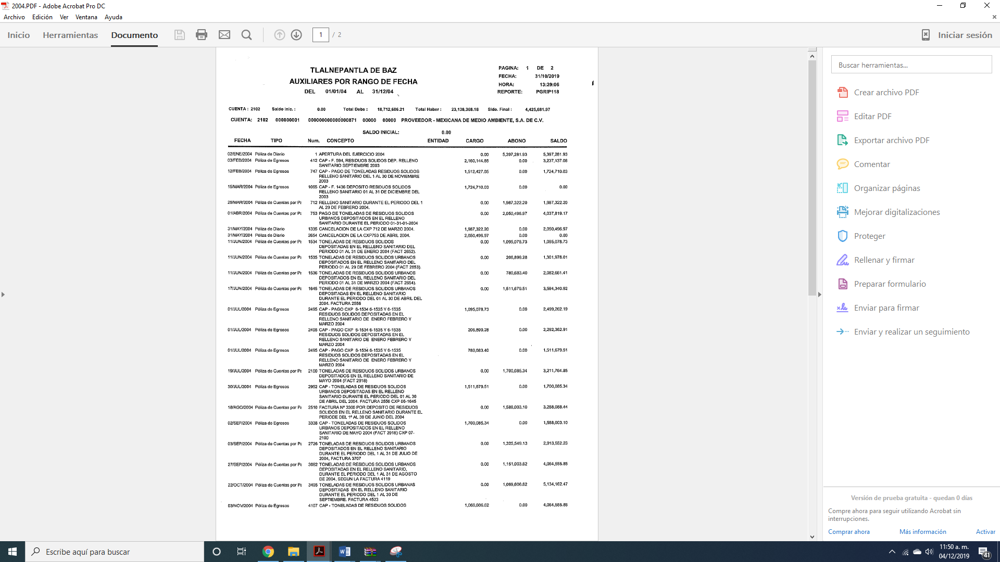 2004.PDF - Adobe Acrobat Pro DC
Archivo Edición Ver Ventana Ayuda
Inicio Herramientas Documento 1 / 2 Iniciar sesión
TLALNEPANTLA DE BAZ
AUXILIARES POR RANGO DE FECHA
DEL 01/01/04 AL 31/12/04
PAGINA: 1 DE 2
FECHA: 31/10/2019
HORA: 13:29:06
REPORTE: PGRIP118
CUENTA : 2102 Saldo Inic. : 0.00 Total Debe : 18,712,686.21 Total Haber : 23,138,368.18 Sldo. Final : 4,425,681.97
CUENTA: 2102 000000001 000000000000000871 00000 00000 PROVEEDOR - MEXICANA DE MEDIO AMBIENTE, S.A. DE C.V.
SALDO INICIAL: 0.00
FECHA TIPO Num. CONCEPTO ENTIDAD CARGO ABONO SALDO
02/ENE/2004 Póliza de Diario 1 APERTURA DEL EJERCICIO 2004 0.00 5,397,281.93 5,397,281.93
03/FEB/2004 Póliza de Egresos 412 CAP - F. 594, RESIDUOS SOLIDOS DEP. RELLENO 2,160,144.85 0.00 3,237,137.08
SANITARIO SEPTIEMBRE 2003
12/FEB/2004 Póliza de Egresos 747 CAP - PAGO DE TONELADAS RESIDUOS SOLIDOS 1,512,427.05 0.00 1,724,710.03
RELLENO SANITARIO DEL 1 AL 30 DE NOVIEMBRE
2003
15/MAR/2004 Póliza de Egresos 1065 CAP - F. 1436 DEPOSITO RESIDUOS SOLIDOS 1,724,710.03 0.00 0.00
RELLENO SANITARIO 01 AL 31 DE DICIEMBRE DEL
2003
29/MAR/2004 Póliza de Cuentas por Pa 712 RELLENO SANITARIO DURANTE EL PERIODO DEL 1 0.00 1,987,322.20 1,987,322.20
AL 29 DE FEBRERO 2004.
01/ABR/2004 Póliza de Cuentas por Pa 753 PAGO DE TONELADAS DE RESIDUOS SOLIDOS 0.00 2,050,496.97 4,037,819.17
URBANOS DEPOSITADOS EN EL RELLENO
SANITARIO DURANTE EL PERIODO 01-31-01-2004
31/MAY/2004 Póliza de Diario 1335 CANCELACION DE LA CXP 712 DE MARZO 2004. 1,987,322.20 0.00 2,050,496.97
31/MAY/2004 Póliza de Diario 2654 CANCELACION DE LA CXP753 DE ABRIL 2004. 2,050,496.97 0.00 0.00
11/JUN/2004 Póliza de Cuentas por Pa 1534 TONELADAS DE RESIDUOS SOLIDOS 0.00 1,095,078.73 1,095,078.73
DEPOSITADAS EN EL RELLENO SANITARIO DEL
PERIODO 01 AL 31 DE ENERO 2004 (FACT 2652).
11/JUN/2004 Póliza de Cuentas por Pa 1535 TONELADAS DE RESIDUOS SOLIDOS URBANOS 0.00 206,899.28 1,301,978.01
DEPOSITADOS EN EL RELLENO SANITARIO DEL
PERIODO 01 AL 29 DE FEBRERO 2004 (FACT 2653).
11/JUN/2004 Póliza de Cuentas por Pa 1536 TONELADAS DE RESIDUOS SOLIDOS URBANOS 0.00 780,683.40 2,082,661.41
DEPOSITADOS EN EL RELLENO SANITARIO DEL
PERIODO 01 AL 31 DE MARZO 2004 (FACT 2654).
17/JUN/2004 Póliza de Cuentas por Pa 1645 TONELADAS DE RESIDUOS SOLIDOS URBANOS 0.00 1,511,679.51 3,594,340.92
DEPOSITADAS EN EL RELLENO SANITARIO
DURANTE EL PERIODO DEL 01 AL 30 DE ABRIL DEL
2004. FACTURA 2556
01/JUL/2004 Póliza de Egresos 2495 CAP - PAGO CXP 6-1534 6-1535 Y 6-1535 1,095,078.73 0.00 2,499,262.19
RESIDUOS SOLIDOS DEPOSITADAS EN EL
RELLENO SANITARIO DE ENERO FEBRERO Y
MARZO 2004
01/JUL/2004 Póliza de Egresos 2495 CAP - PAGO CXP 6-1534 6-1535 Y 6-1535 206,899.28 0.00 2,292,362.91
RESIDUOS SOLIDOS DEPOSITADAS EN EL
RELLENO SANITARIO DE ENERO FEBRERO Y
MARZO 2004
01/JUL/2004 Póliza de Egresos 2495 CAP - PAGO CXP 6-1534 6-1535 Y 6-1535 780,683.40 0.00 1,511,679.51
RESIDUOS SOLIDOS DEPOSITADAS EN EL
RELLENO SANITARIO DE ENERO FEBRERO Y
MARZO 2004
19/JUL/2004 Póliza de Cuentas por Pa 2100 TONELADAS DE RESIDUOS SOLIDOS URBANOS 0.00 1,700,085.34 3,211,764.85
DEPOSITADOS EN EL RELLENO SANITARIO DE
MAYO 2004 (FACT 2918)
30/JUL/2004 Póliza de Egresos 2952 CAP - TONELADAS DE RESIDUOS SOLIDOS 1,511,679.51 0.00 1,700,085.34
URBANOS DEPOSITADAS EN EL RELLENO
SANITARIO DURANTE EL PERIODO DEL 01 AL 30
DE ABRIL DEL 2004. FACTURA 2556 CXP 06-1645
18/AGO/2004 Póliza de Cuentas por Pa 2510 FACTURA Nº 3300 POR DEPOSITO DE RESIDUOS 0.00 1,588,003.10 3,288,088.44
SOLIDOS EN EL RELLENO SANITARIO DURANTE EL
PERIODE DEL 1º AL 30 DE JUNIO DEL 2004
02/SEP/2004 Póliza de Egresos 3338 CAP - TONELADAS DE RESIDUOS SOLIDOS 1,700,085.34 0.00 1,588,003.10
URBANOS DEPOSITADOS EN EL RELLENO
SANITARIO DE MAYO 2004 (FACT 2918) CXP 07-
2100
03/SEP/2004 Póliza de Cuentas por Pa 2726 TONELADAS DE RESIDUOS SOLIDOS URBANOS 0.00 1,325,549.13 2,913,552.23
DEPOSITADOS EN EL RELLENO SANITARIO
DURANTE EL PERIODO DEL 1 AL 31 DE JULIO DE
2004, FACTURA 3707
27/SEP/2004 Póliza de Cuentas por Pa 3082 TONELADAS DE RESIDUOS SOLIDOS URBANOS 0.00 1,151,003.62 4,064,555.85
DEPOSITADAS EN EL RELLENO SANITARIO,
DURANTE EL PERIODO DEL 1 AL 31 DE AGOSTO
DE 2004, SEGUN LA FACTURA 4119
22/OCT/2004 Póliza de Cuentas por Pa 3495 TONELADAS DE RESIDUOS SOLIDOS URBANAS 0.00 1,069,606.62 5,134,162.47
DEPOSITADAS EN EL RELLENO SANITARIO
DURANTE EL PERIODO DEL 1 AL 30 DE
SEPTIEMBRE. FACTURA 4523
03/NOV/2004 Póliza de Egresos 4107 CAP - TONELADAS DE RESIDUOS SOLIDOS 1,069,606.62 0.00 4,064,555.85
Buscar herramientas...
Crear archivo PDF
Editar PDF
Exportar archivo PDF
Comentar
Organizar páginas
Mejorar digitalizaciones
Proteger
Rellenar y firmar
Preparar formulario
Enviar para firmar
Enviar y realizar un seguimiento
Versión de prueba gratuita - quedan 0 días
Compre ahora para seguir utilizando Acrobat sin
interrupciones.
Comprar ahora Más información Activar
Escribe aquí para buscar
11:50 a. m.
04/12/2019
41